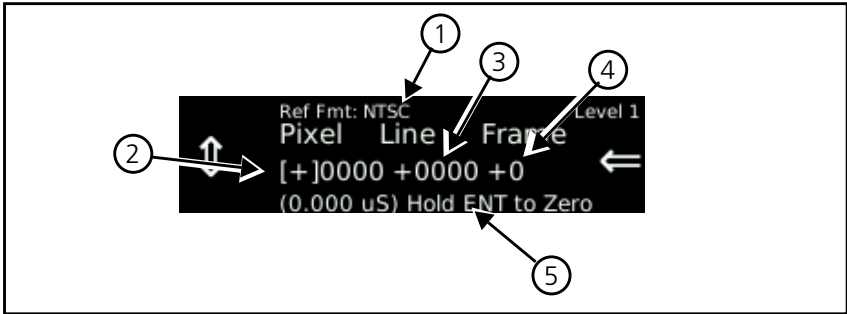 1
3
4
2
5
Ref Fmt: NTSC Level 1
Pixel Line Frame
[+]0000 +0000 +0
(0.000 uS) Hold ENT to Zero